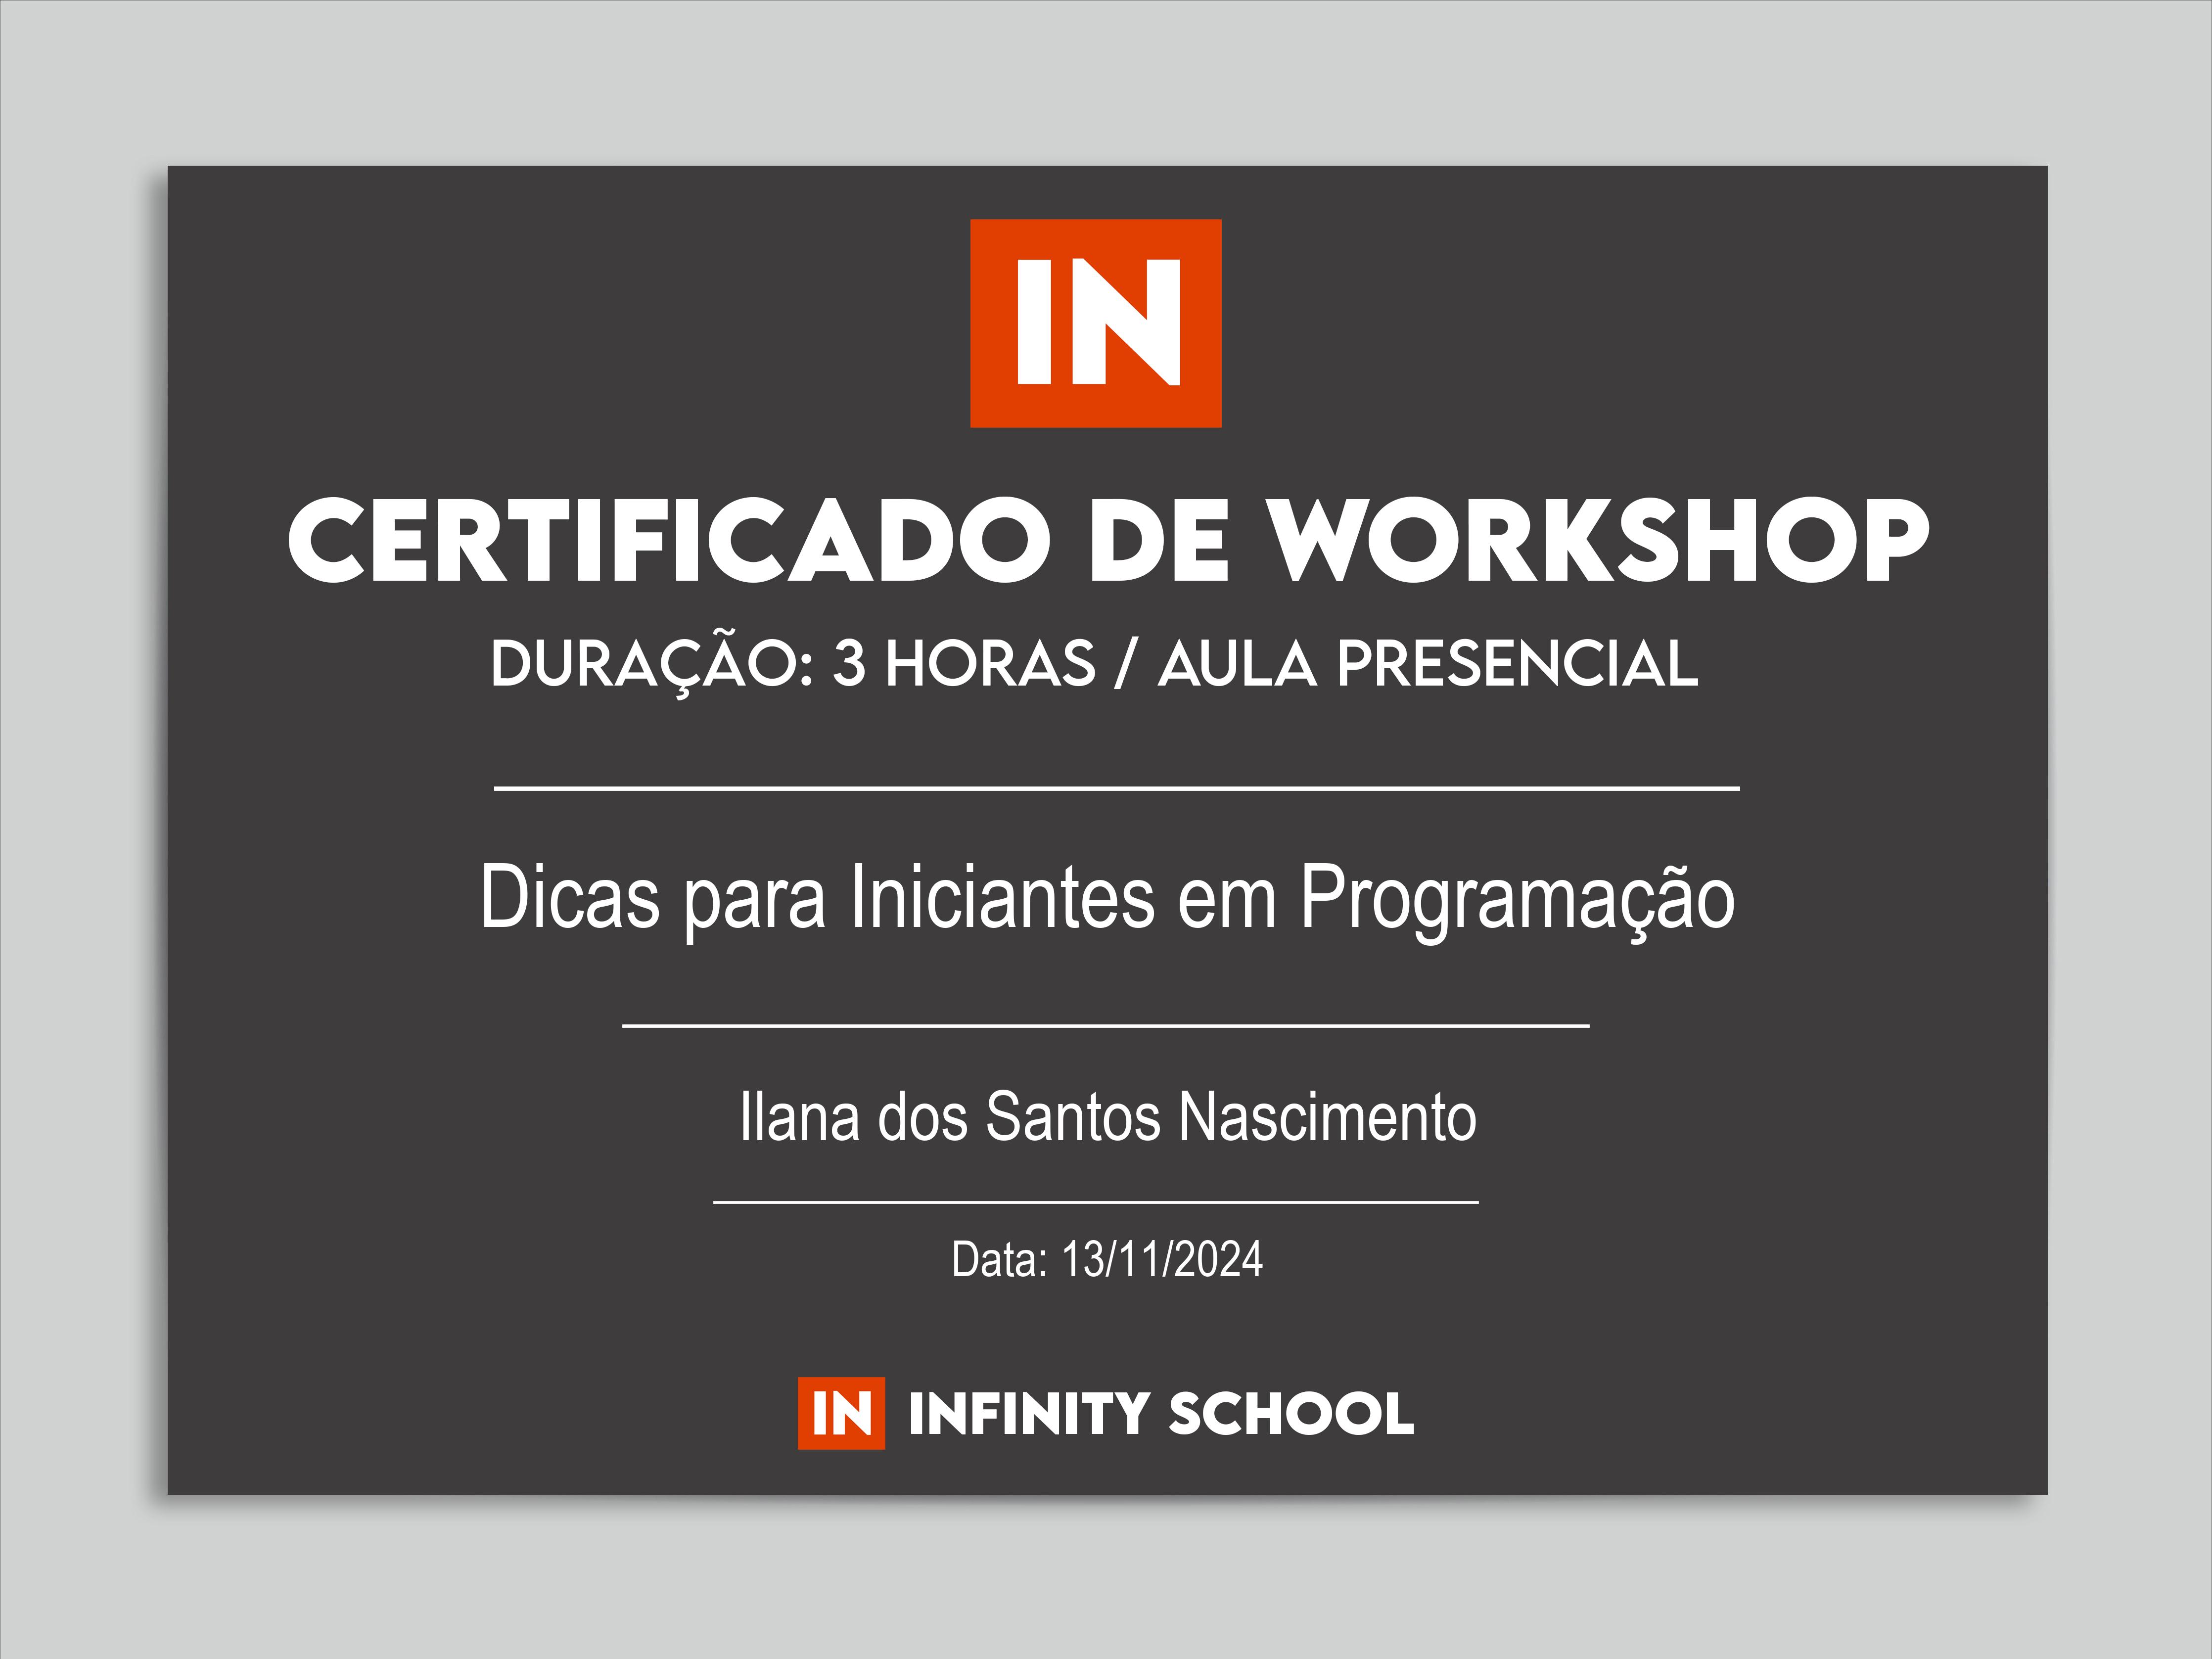 IN
CERTIFICADO DE WORKSHOP
DURAÇÃO: 3 HORAS / AULA PRESENCIAL
Dicas para Iniciantes em Programação
Ilana dos Santos Nascimento
Data: 13/11/2024
IN INFINITY SCHOOL